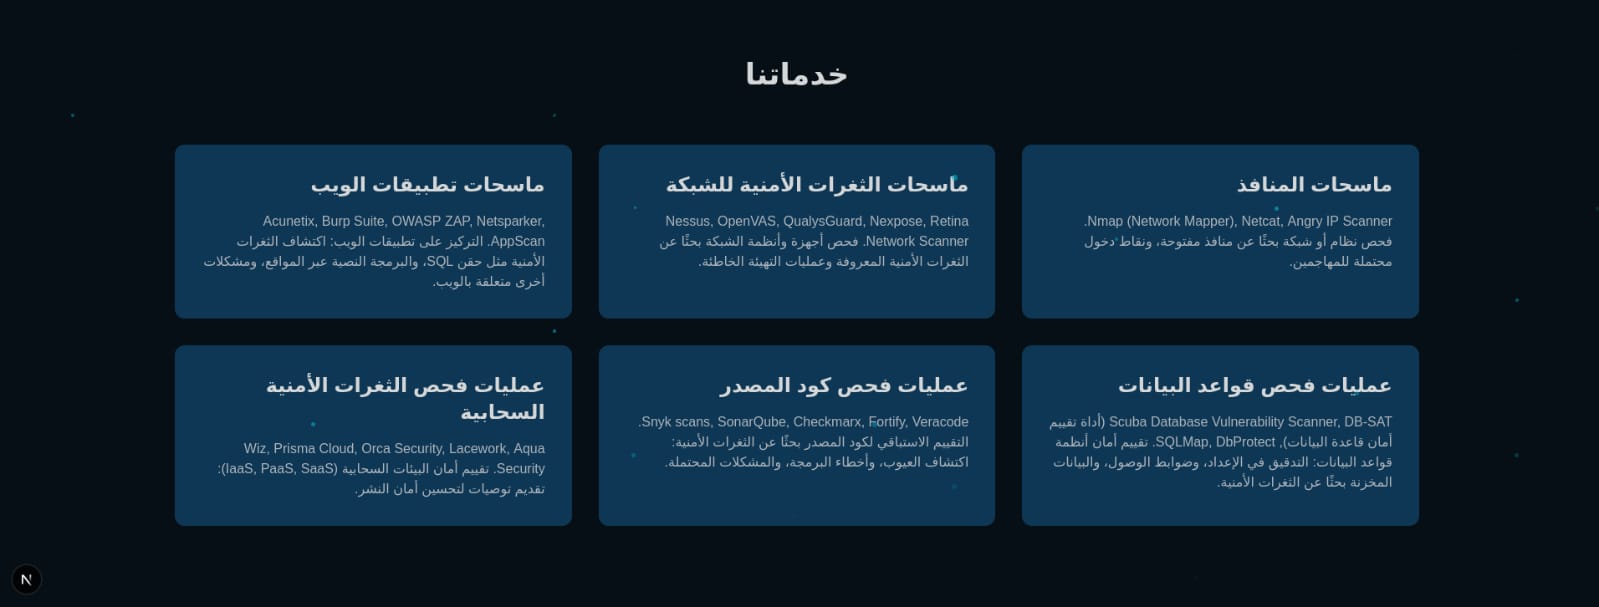 خدماتنا
ماسحات المنافذ
Nmap (Network Mapper), Netcat, Angry IP Scanner.
فحص نظام أو شبكة بحثًا عن منافذ مفتوحة، ونقاط دخول
محتملة للمهاجمين.
ماسحات الثغرات الأمنية للشبكة
Nessus, OpenVAS, QualysGuard, Nexpose, Retina
Network Scanner. فحص أجهزة وأنظمة الشبكة بحثًا عن
الثغرات الأمنية المعروفة وعمليات التهيئة الخاطئة.
ماسحات تطبيقات الويب
Acunetix, Burp Suite, OWASP ZAP, Netsparker,
AppScan. التركيز على تطبيقات الويب: اكتشاف الثغرات
الأمنية مثل حقن SQL، والبرمجة النصية عبر المواقع، ومشكلات
أخرى متعلقة بالويب.
عمليات فحص قواعد البيانات
Scuba Database Vulnerability Scanner, DB-SAT (أداة تقييم
أمان قاعدة البيانات), SQLMap, DbProtect. تقييم أمان أنظمة
قواعد البيانات: التدقيق في الإعداد، وضوابط الوصول، والبيانات
المخزنة بحثًا عن الثغرات الأمنية.
عمليات فحص كود المصدر
Snyk scans, SonarQube, Checkmarx, Fortify, Veracode.
التقييم الاستباقي لكود المصدر بحثًا عن الثغرات الأمنية:
اكتشاف العيوب، وأخطاء البرمجة، والمشكلات المحتملة.
عمليات فحص الثغرات الأمنية
السحابية
Wiz, Prisma Cloud, Orca Security, Lacework, Aqua
Security. تقييم أمان البيئات السحابية (IaaS, PaaS, SaaS):
تقديم توصيات لتحسين أمان النشر.
N